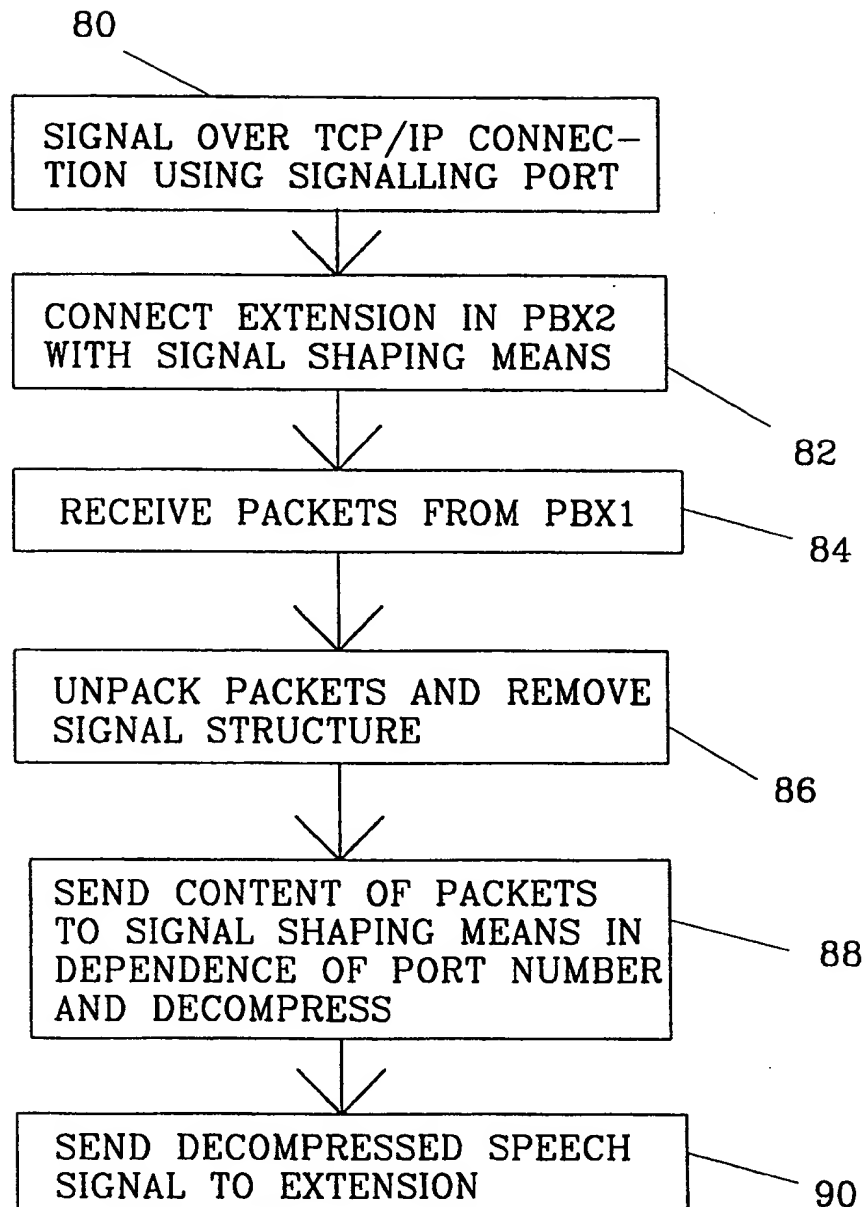 80
SIGNAL OVER TCP/IP CONNEC-
TION USING SIGNALLING PORT
CONNECT EXTENSION IN PBX2
WITH SIGNAL SHAPING MEANS
82
RECEIVE PACKETS FROM PBX1
84
UNPACK PACKETS AND REMOVE
SIGNAL STRUCTURE
86
SEND CONTENT OF PACKETS
TO SIGNAL SHAPING MEANS IN
DEPENDENCE OF PORT NUMBER
AND DECOMPRESS
88
SEND DECOMPRESSED SPEECH
SIGNAL TO EXTENSION
90